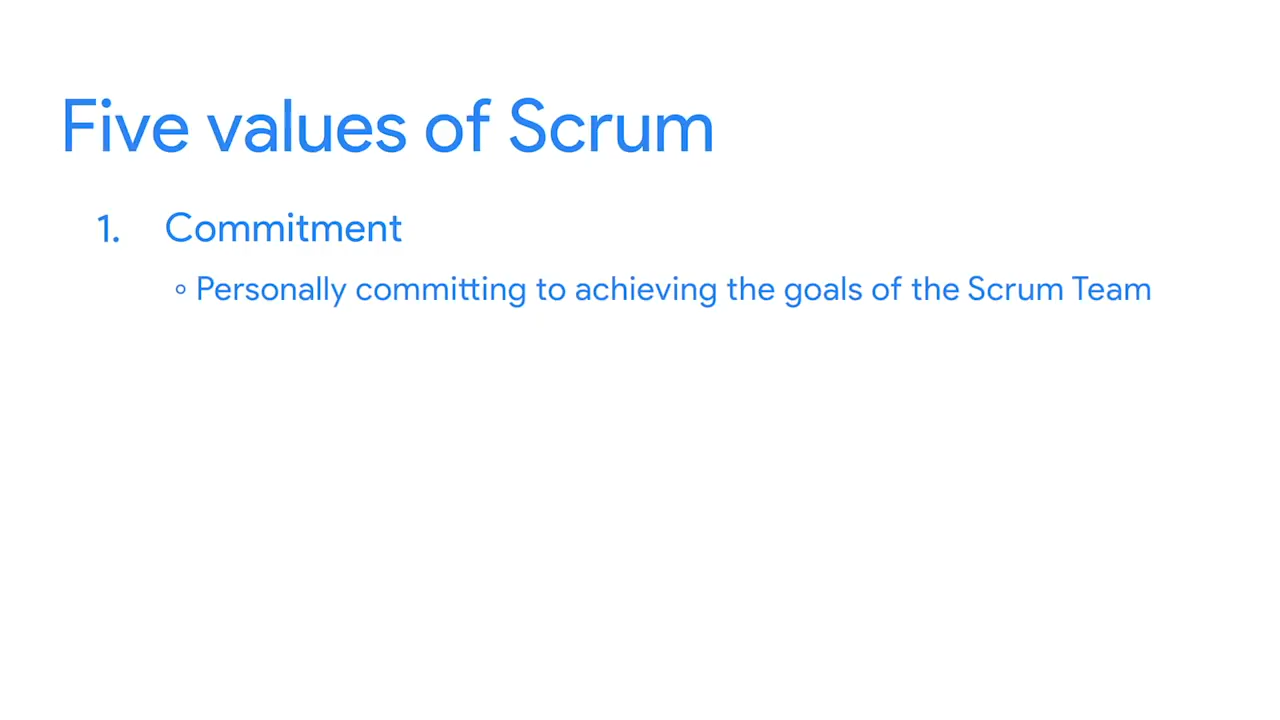 Five values of Scrum
1. Commitment
◦ Personally committing to achieving the goals of the Scrum Team